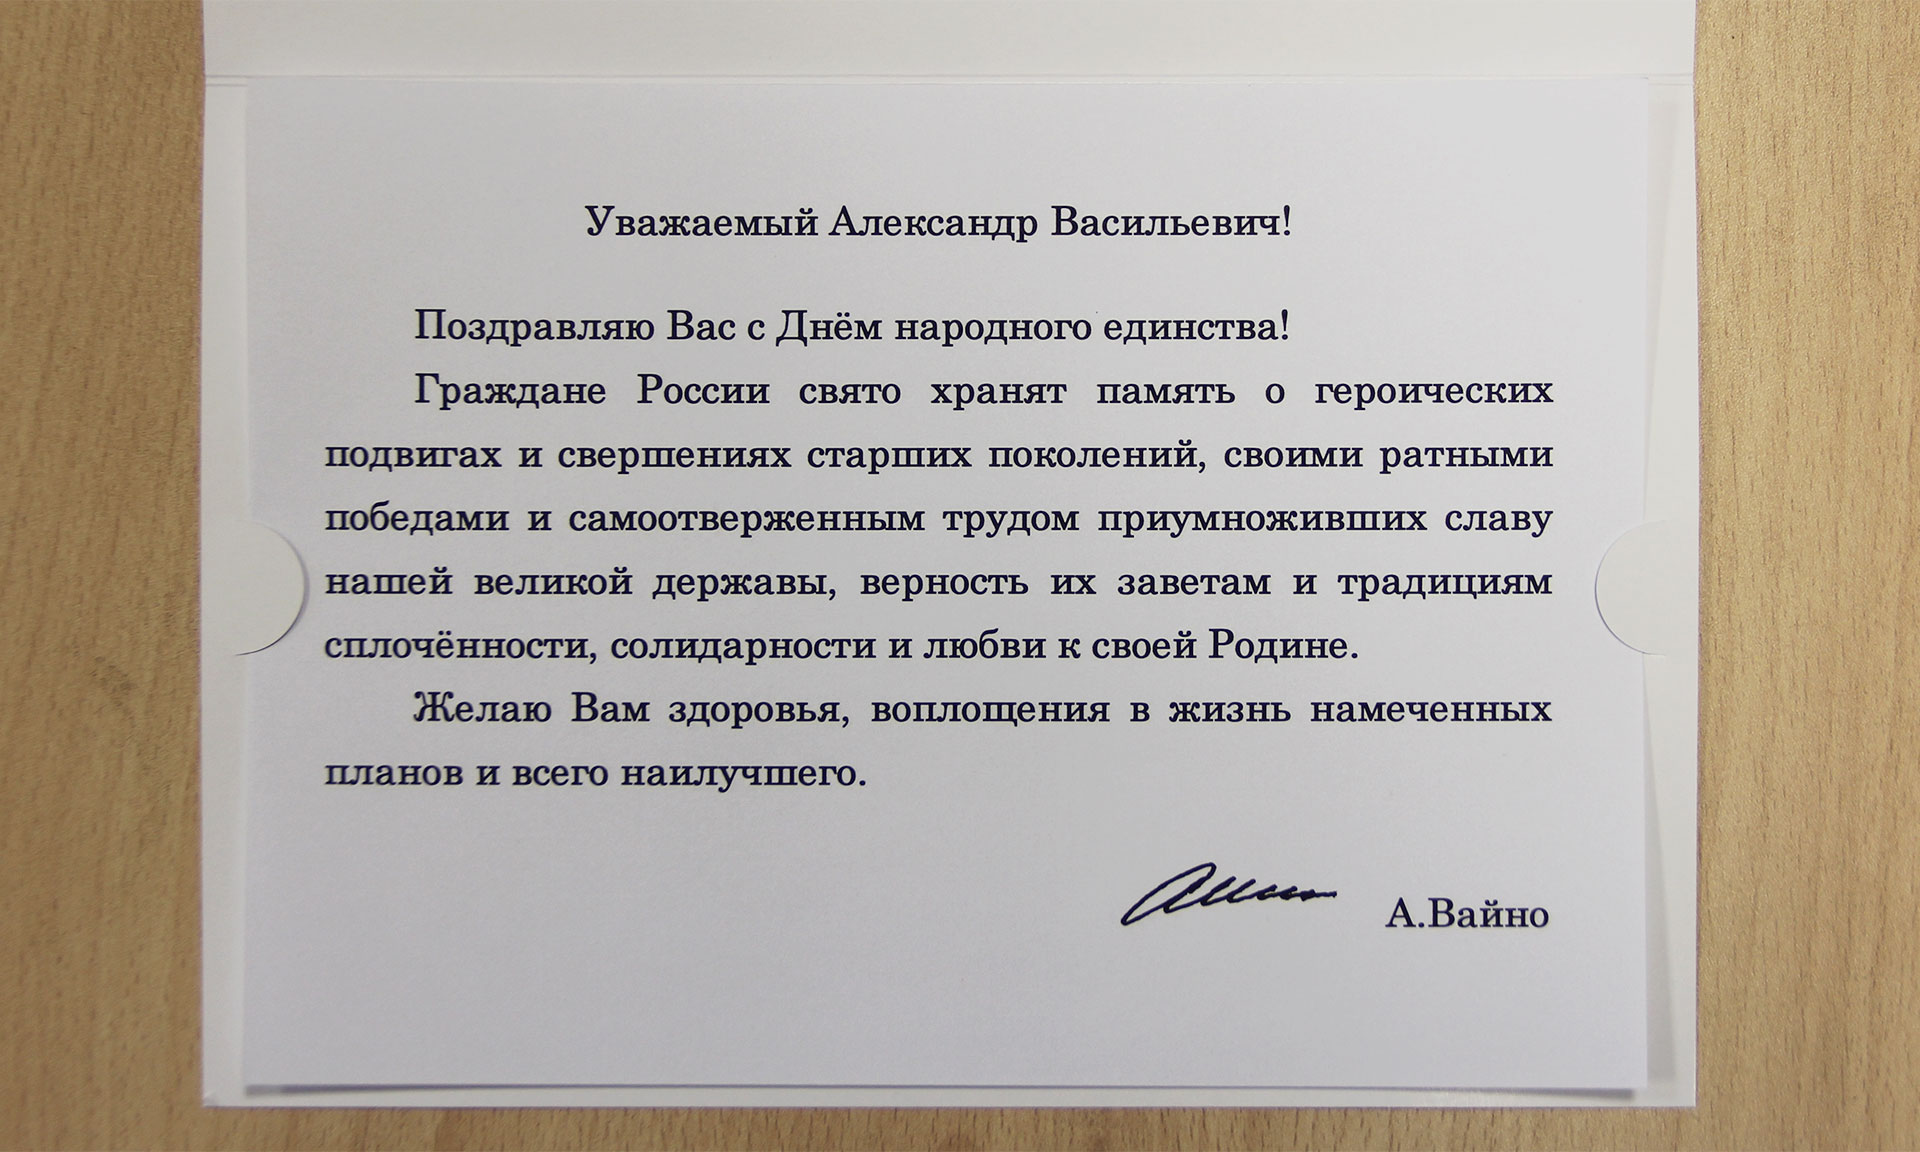 Уважаемый Александр Васильевич!
Поздравляю Вас с Днём народного единства!
Граждане России свято хранят память о героических
подвигах и свершениях старших поколений, своими ратными
победами и самоотверженным трудом приумноживших славу
нашей великой державы, верность их заветам и традициям
сплочённости, солидарности и любви к своей Родине.
Желаю Вам здоровья, воплощения в жизнь намеченных
планов и всего наилучшего.
А.Вайно